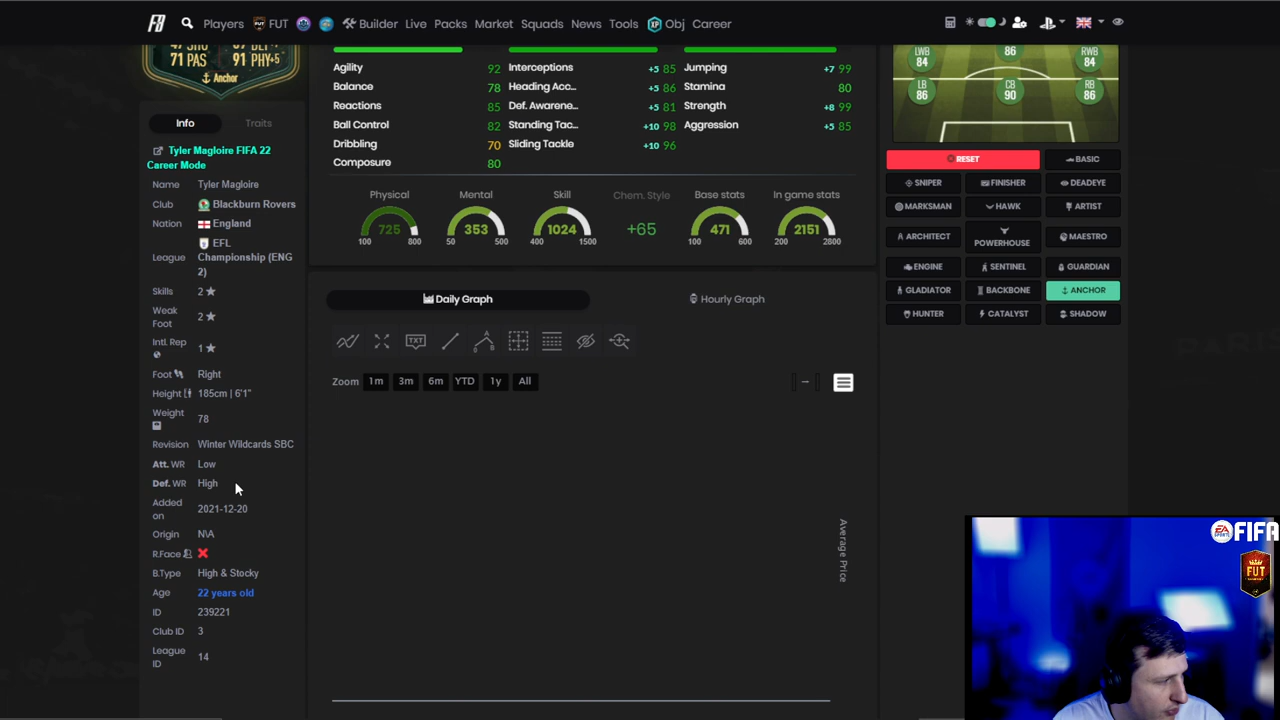 FB Players FUT Builder Live Packs Market Squads News Tools Obj Career
71 PAS 91 PHY+5
Anchor
Info Traits
Tyler Magloire FIFA 22
Career Mode
Name Tyler Magloire
Club Blackburn Rovers
Nation England
League EFL Championship (ENG 2)
Skills 2
Weak Foot 2
Intl. Rep 1
Foot Right
Height 185cm | 6'1"
Weight 78
Revision Winter Wildcards SBC
Att. WR Low
Def. WR High
Added on 2021-12-20
Origin N\A
R.Face
B.Type High & Stocky
Age 22 years old
ID 239221
Club ID 3
League ID 14
Agility 92
Balance 78
Reactions 85
Ball Control 82
Dribbling 70
Composure 80
Interceptions +5 85
Heading Acc... +5 86
Def. Awarene... +5 81
Standing Tac... +10 98
Sliding Tackle +10 96
Jumping +7 99
Stamina 80
Strength +8 99
Aggression +5 85
Physical Mental Skill Chem. Style Base stats In game stats
725 353 1024 +65 471 2151
100 800 50 500 400 1500 100 600 200 2800
Daily Graph Hourly Graph
TXT A
Zoom 1m 3m 6m YTD 1y All →
Average Price
LWB 84 86 RWB 84
LB 86 CB 90 RB 86
RESET BASIC
SNIPER FINISHER DEADEYE
MARKSMAN HAWK ARTIST
ARCHITECT POWERHOUSE MAESTRO
ENGINE SENTINEL GUARDIAN
GLADIATOR BACKBONE ANCHOR
HUNTER CATALYST SHADOW
PARIS
EA SPORTS FIFA
FUT